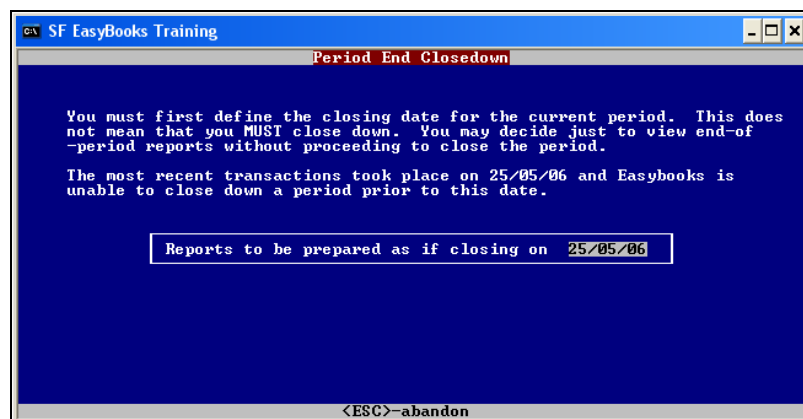 SF EasyBooks Training
Period End Closedown
You must first define the closing date for the current period. This does
not mean that you MUST close down. You may decide just to view end-of
-period reports without proceeding to close the period.
The most recent transactions took place on 25/05/06 and Easybooks is
unable to close down a period prior to this date.
Reports to be prepared as if closing on 25/05/06
<ESC>-abandon